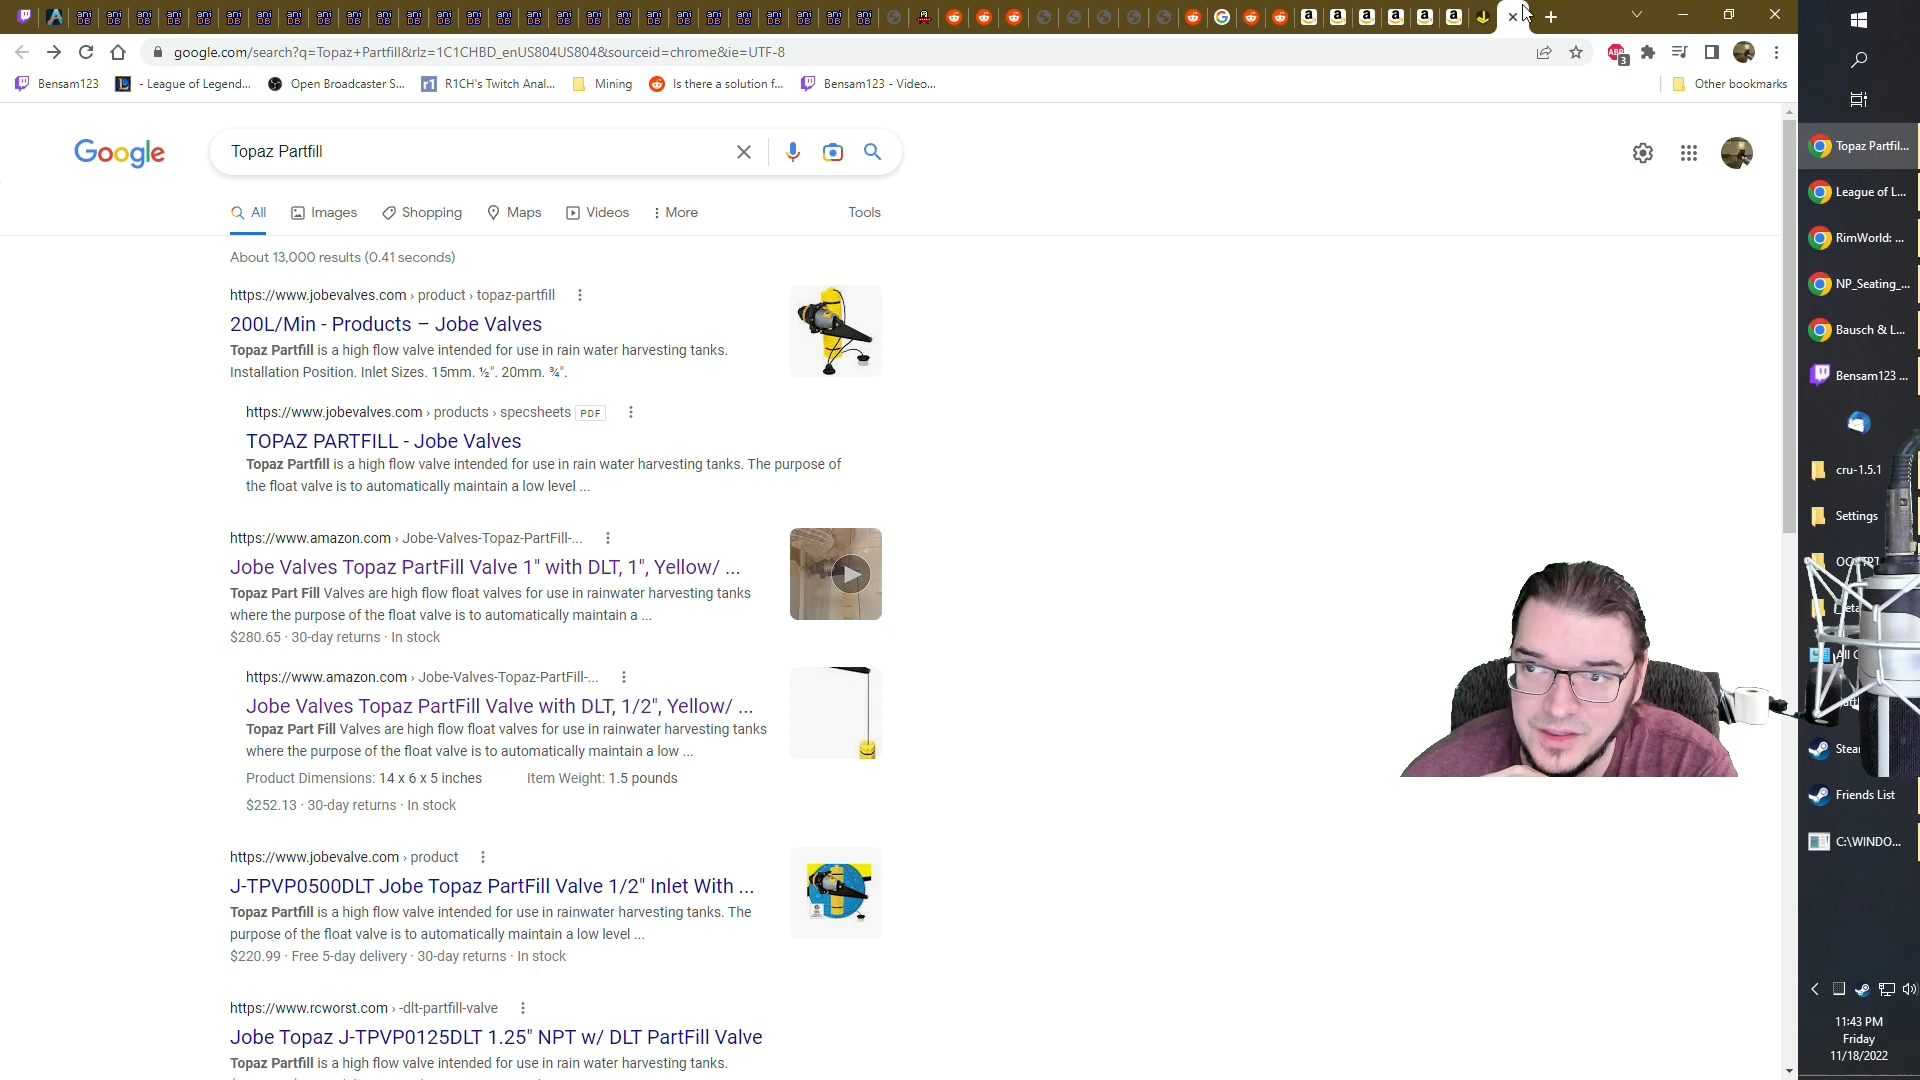 google.com/search?q=Topaz+Partfill&rlz=1C1CHBD_enUS804US804&sourceid=chrome&ie=UTF-8
ABP 3
Bensam123
- League of Legend...
Open Broadcaster S...
R1CH's Twitch Anal...
Mining
Is there a solution f...
Bensam123 - Video...
Other bookmarks
Google
Topaz Partfill
All
Images
Shopping
Maps
Videos
More
Tools
About 13,000 results (0.41 seconds)
https://www.jobevalves.com › product › topaz-partfill
200L/Min - Products – Jobe Valves
Topaz Partfill is a high flow valve intended for use in rain water harvesting tanks.
Installation Position. Inlet Sizes. 15mm. ½". 20mm. ¾".
https://www.jobevalves.com › products › specsheets PDF
TOPAZ PARTFILL - Jobe Valves
Topaz Partfill is a high flow valve intended for use in rain water harvesting tanks. The purpose of
the float valve is to automatically maintain a low level ...
https://www.amazon.com › Jobe-Valves-Topaz-PartFill-...
Jobe Valves Topaz PartFill Valve 1" with DLT, 1", Yellow/ ...
Topaz Part Fill Valves are high flow float valves for use in rainwater harvesting tanks
where the purpose of the float valve is to automatically maintain a ...
$280.65 · 30-day returns · In stock
https://www.amazon.com › Jobe-Valves-Topaz-PartFill-...
Jobe Valves Topaz PartFill Valve with DLT, 1/2", Yellow/ ...
Topaz Part Fill Valves are high flow float valves for use in rainwater harvesting tanks
where the purpose of the float valve is to automatically maintain a low ...
Product Dimensions: 14 x 6 x 5 inches Item Weight: 1.5 pounds
$252.13 · 30-day returns · In stock
https://www.jobevalve.com › product
J-TPVP0500DLT Jobe Topaz PartFill Valve 1/2" Inlet With ...
Topaz Partfill is a high flow valve intended for use in rainwater harvesting tanks. The
purpose of the float valve is to automatically maintain a low level ...
$220.99 · Free 5-day delivery · 30-day returns · In stock
https://www.rcworst.com › -dlt-partfill-valve
Jobe Topaz J-TPVP0125DLT 1.25" NPT w/ DLT PartFill Valve
Topaz Partfill is a high flow valve intended for use in rain water harvesting tanks.
Topaz Partfil...
League of L...
RimWorld: ...
NP_Seating_...
Bausch & L...
Bensam123 ...
cru-1.5.1
Settings
Friends List
C:\WINDO...
11:43 PM
Friday
11/18/2022